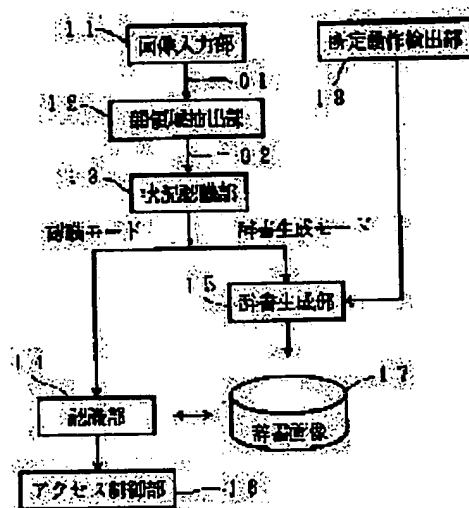 11
画像入力部
01
所定動作検出部
18
12
顔領域抽出部
02
13
状況認識部
認識モード
辞書生成モード
15
辞書生成部
14
認識部
17
辞書画像
アクセス制御部
16